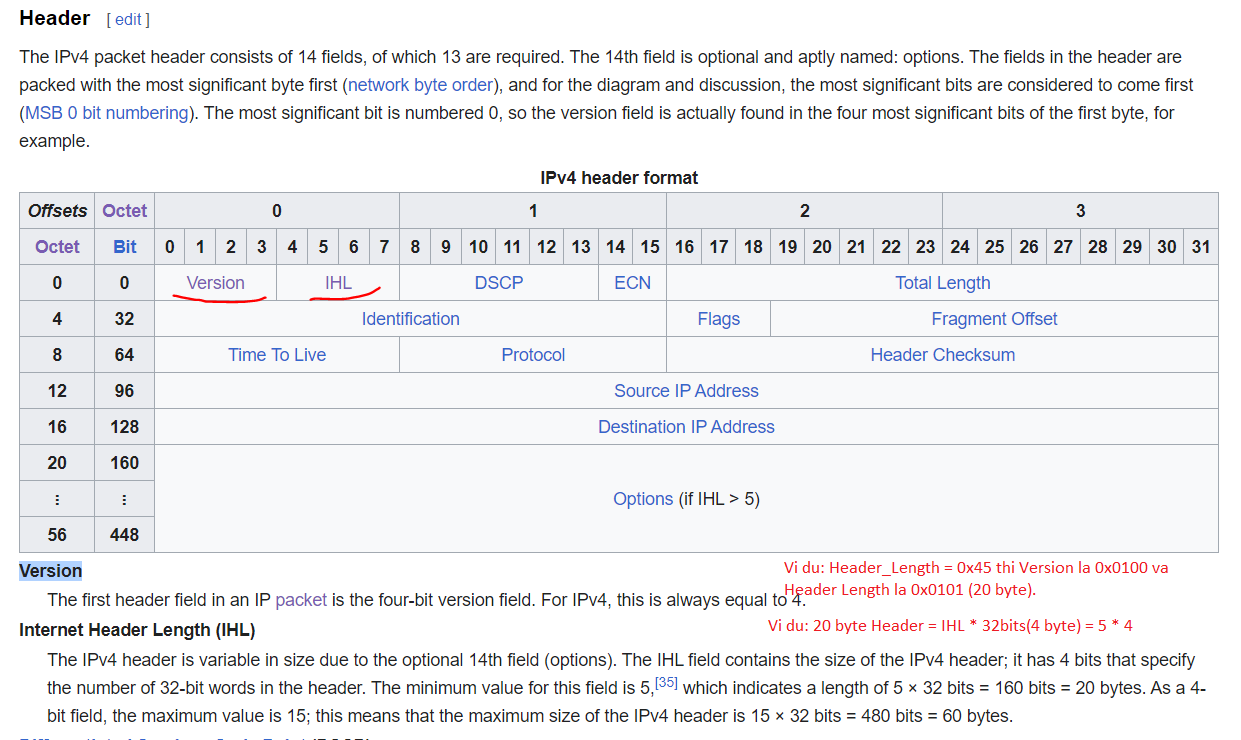 Header [ edit ]
The IPv4 packet header consists of 14 fields, of which 13 are required. The 14th field is optional and aptly named: options. The fields in the header are
packed with the most significant byte first (network byte order), and for the diagram and discussion, the most significant bits are considered to come first
(MSB 0 bit numbering). The most significant bit is numbered 0, so the version field is actually found in the four most significant bits of the first byte, for
example.
IPv4 header format
Offsets Octet 0 1 2 3
Octet Bit 0 1 2 3 4 5 6 7 8 9 10 11 12 13 14 15 16 17 18 19 20 21 22 23 24 25 26 27 28 29 30 31
0 0 Version IHL DSCP ECN Total Length
4 32 Identification Flags Fragment Offset
8 64 Time To Live Protocol Header Checksum
12 96 Source IP Address
16 128 Destination IP Address
20 160
⋮ ⋮ Options (if IHL > 5)
56 448
Version
Vi du: Header_Length = 0x45 thi Version la 0x0100 va
Header Length la 0x0101 (20 byte).
The first header field in an IP packet is the four-bit version field. For IPv4, this is always equal to 4.
Vi du: 20 byte Header = IHL * 32bits(4 byte) = 5 * 4
Internet Header Length (IHL)
The IPv4 header is variable in size due to the optional 14th field (options). The IHL field contains the size of the IPv4 header; it has 4 bits that specify
the number of 32-bit words in the header. The minimum value for this field is 5,[35] which indicates a length of 5 × 32 bits = 160 bits = 20 bytes. As a 4-
bit field, the maximum value is 15; this means that the maximum size of the IPv4 header is 15 × 32 bits = 480 bits = 60 bytes.